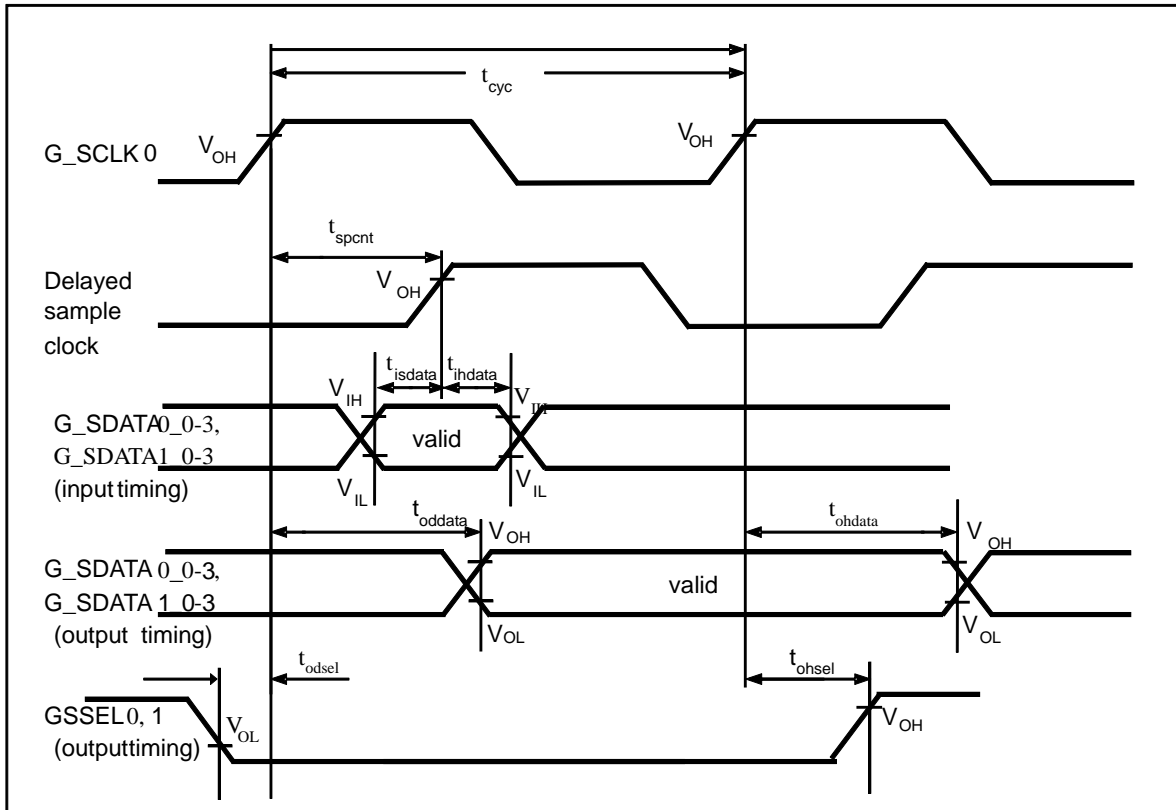 tcyc
VOH
VOH
G_SCLK 0
tspcnt
VOH
Delayed
sample
clock
tisdata
tihdata
VIH
VIH
G_SDATA0_0-3,
valid
G_SDATA1_0-3
(input timing)
VIL
VIL
toddata
VOH
tohdata
VOH
G_SDATA 0_0-3,
valid
G_SDATA 1_0-3
(output timing)
VOL
VOL
todsel
tohsel
GSSEL 0, 1
VOL
VOH
(outputtiming)